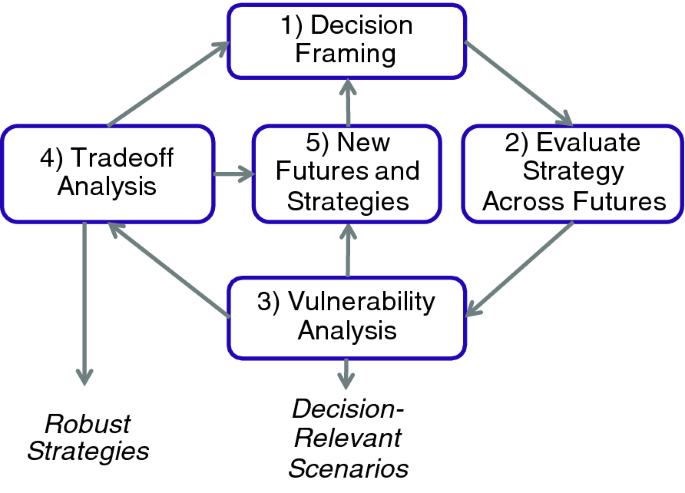 1) Decision
Framing
4) Tradeoff
Analysis
5) New
Futures and
Strategies
2) Evaluate
Strategy
Across Futures
3) Vulnerability
Analysis
Robust
Strategies
Decision-
Relevant
Scenarios